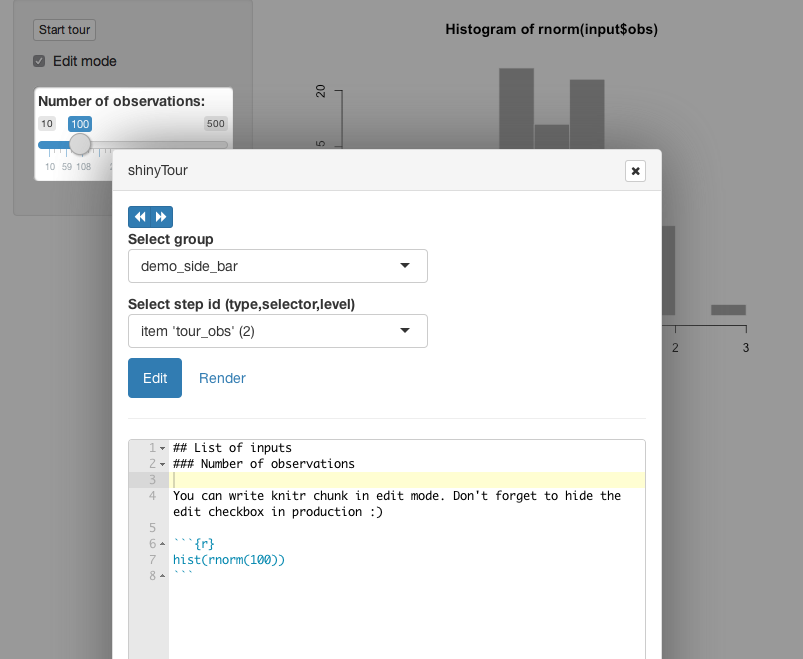 Start tour
Edit mode
Number of observations:
10 100 500
10 59 108
Histogram of rnorm(input$obs)
20
5
2 3
shinyTour
Select group
demo_side_bar
Select step id (type,selector,level)
item 'tour_obs' (2)
Edit Render
1 ## List of inputs
2 ### Number of observations
3
4 You can write knitr chunk in edit mode. Don't forget to hide the
edit checkbox in production :)
5
6 ```{r}
7 hist(rnorm(100))
8 ```